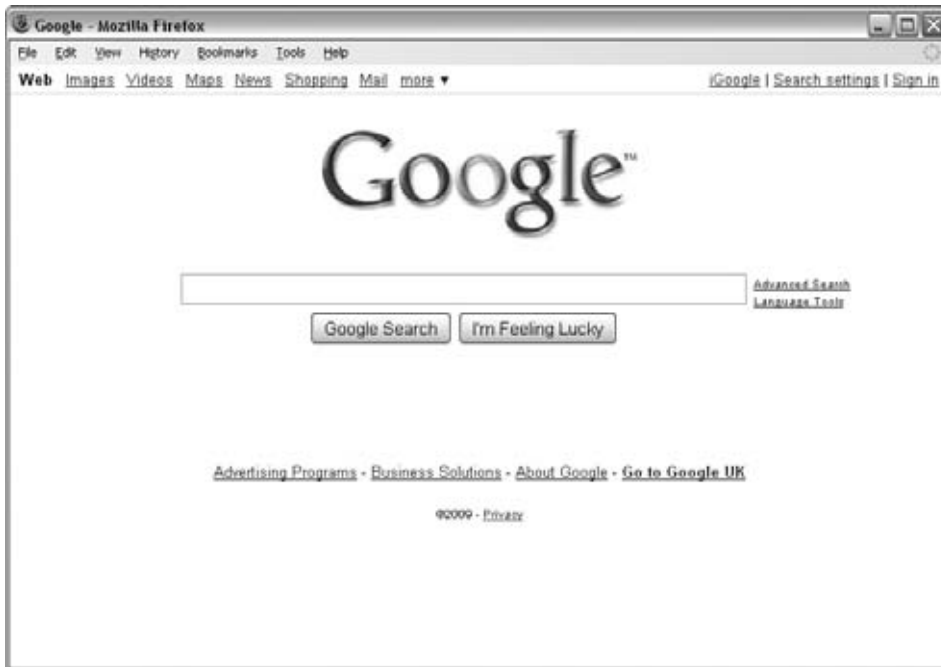 Google - Mozilla Firefox
File Edit View History Bookmarks Tools Help
Web Images Videos Maps News Shopping Mail more ▼ iGoogle | Search settings | Sign in
Google™
Advanced Search
Language Tools
Google Search I'm Feeling Lucky
Advertising Programs - Business Solutions - About Google - Go to Google UK
©2009 - Privacy